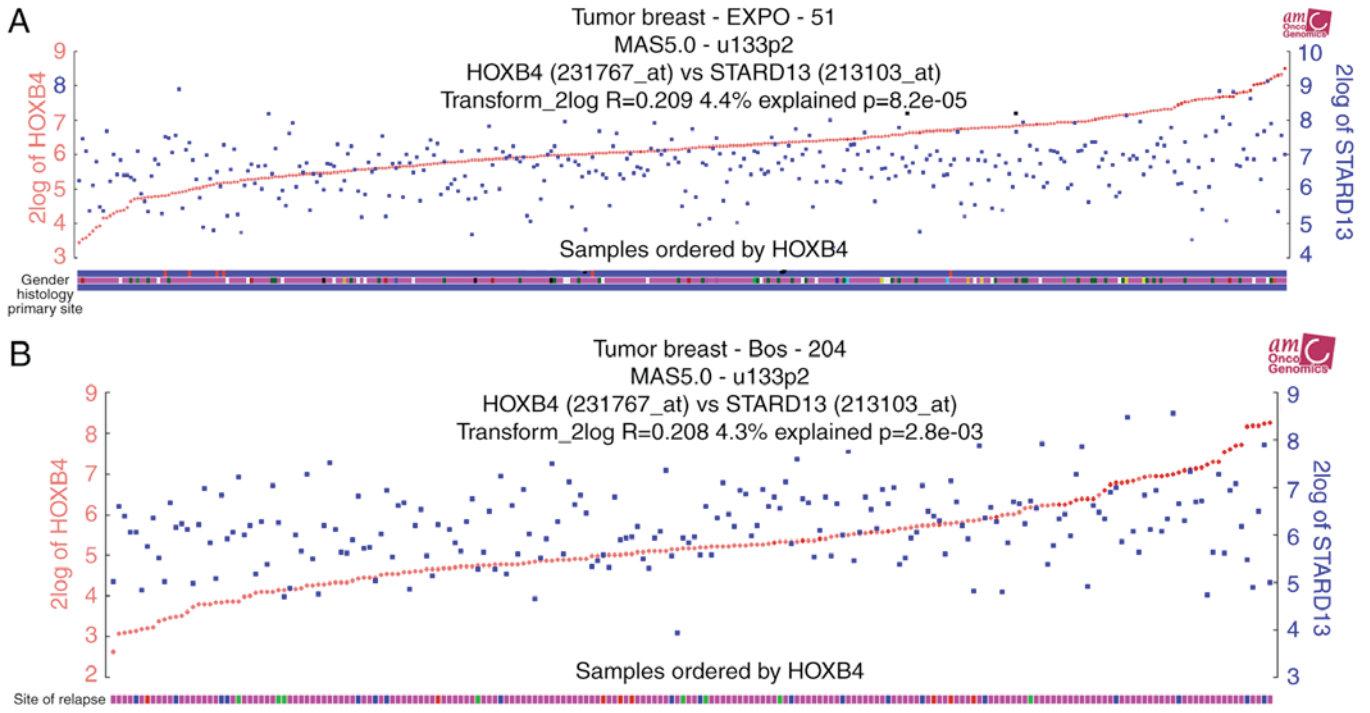 A
Tumor breast - EXPO - 51
MAS5.0 - u133p2
HOXB4 (231767_at) vs STARD13 (213103_at)
Transform_2log R=0.209 4.4% explained p=8.2e-05
am
Onco
Genomics
2log of HOXB4
9
8
7
6
5
4
3
2log of STARD13
10
9
8
7
6
5
4
Samples ordered by HOXB4
Gender
histology
primary site
B
Tumor breast - Bos - 204
MAS5.0 - u133p2
HOXB4 (231767_at) vs STARD13 (213103_at)
Transform_2log R=0.208 4.3% explained p=2.8e-03
am
Onco
Genomics
2log of HOXB4
9
8
7
6
5
4
3
2
2log of STARD13
9
8
7
6
5
4
3
Samples ordered by HOXB4
Site of relapse